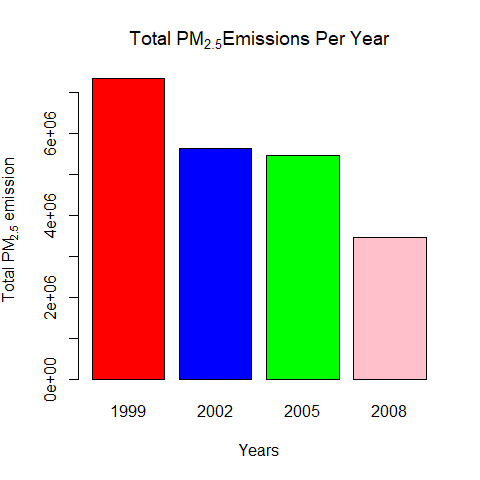 Total PM2.5Emissions Per Year
Total PM2.5 emission
6e+06
4e+06
2e+06
0e+00
1999 2002 2005 2008
Years